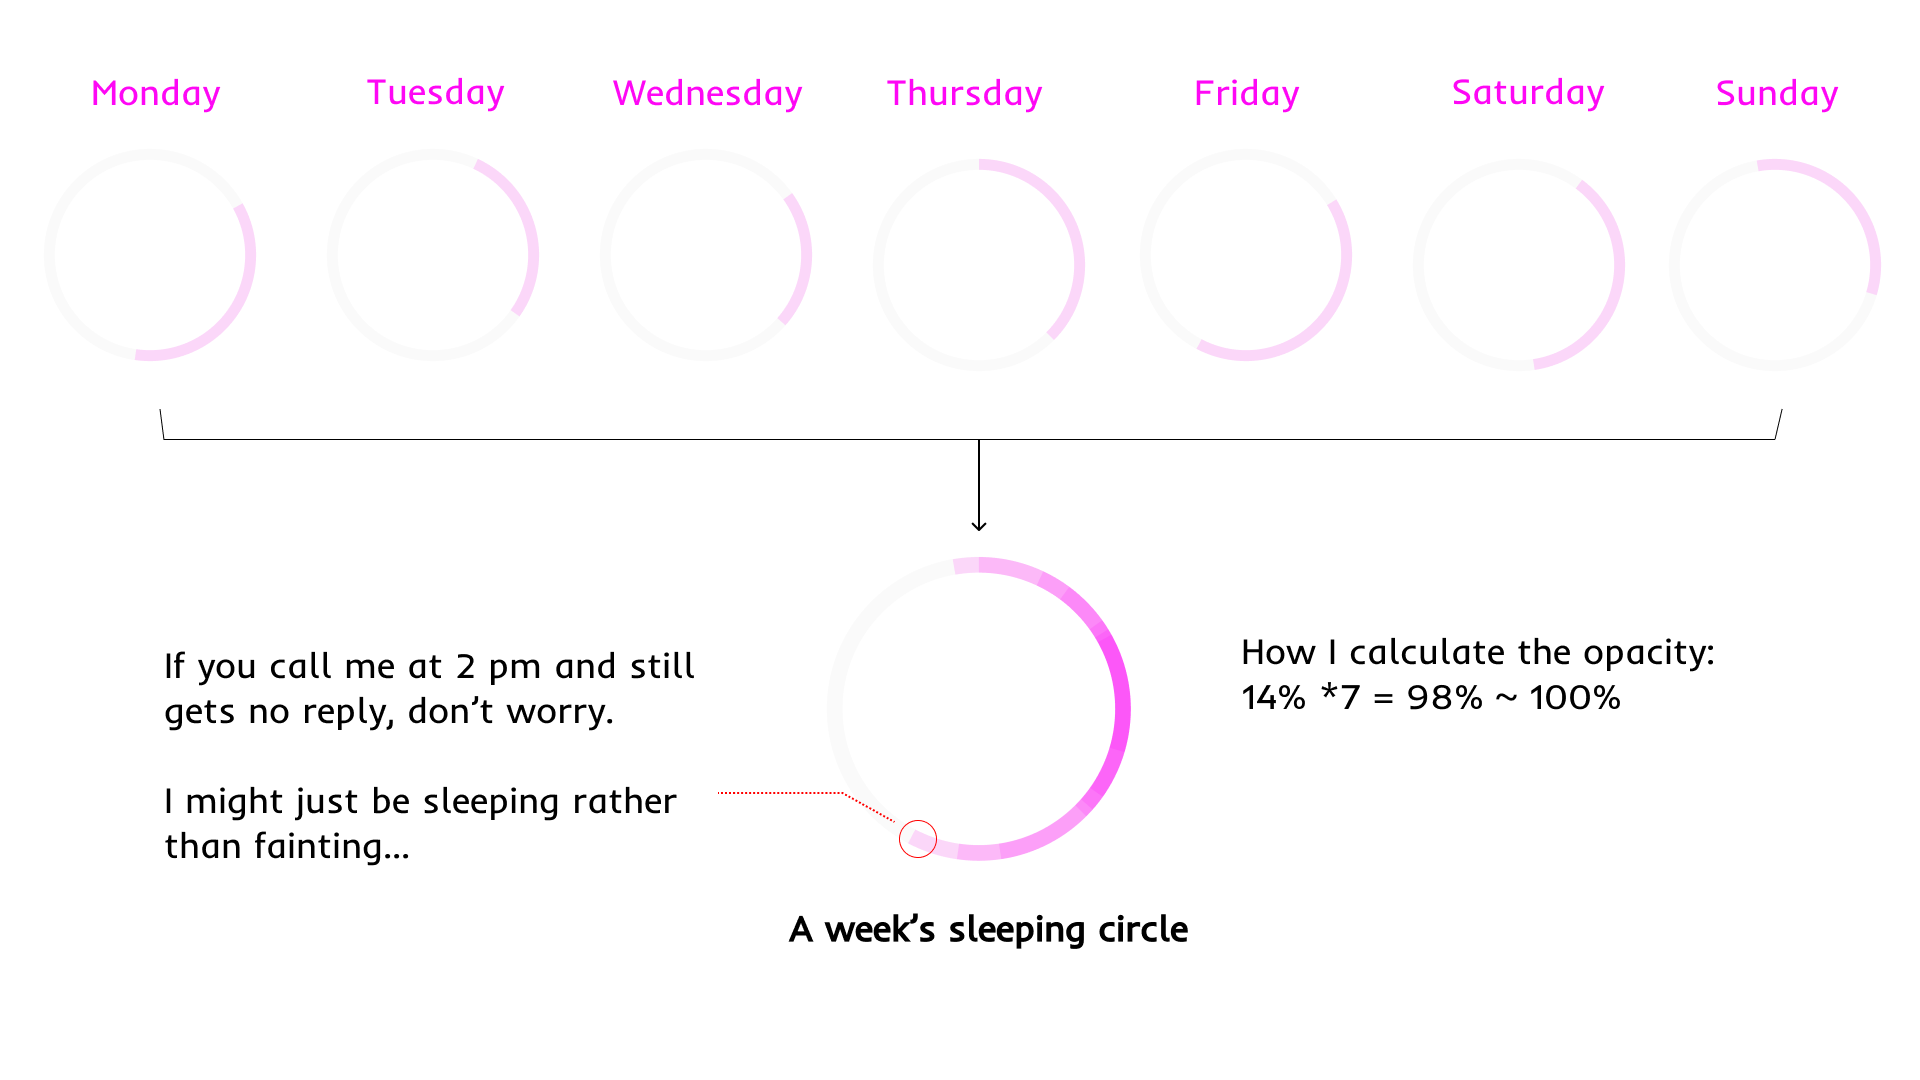 Monday
Tuesday
Wednesday
Thursday
Friday
Saturday
Sunday
If you call me at 2 pm and still
gets no reply, don’t worry.
I might just be sleeping rather
than fainting...
How I calculate the opacity:
14% *7 = 98% ~ 100%
A week’s sleeping circle